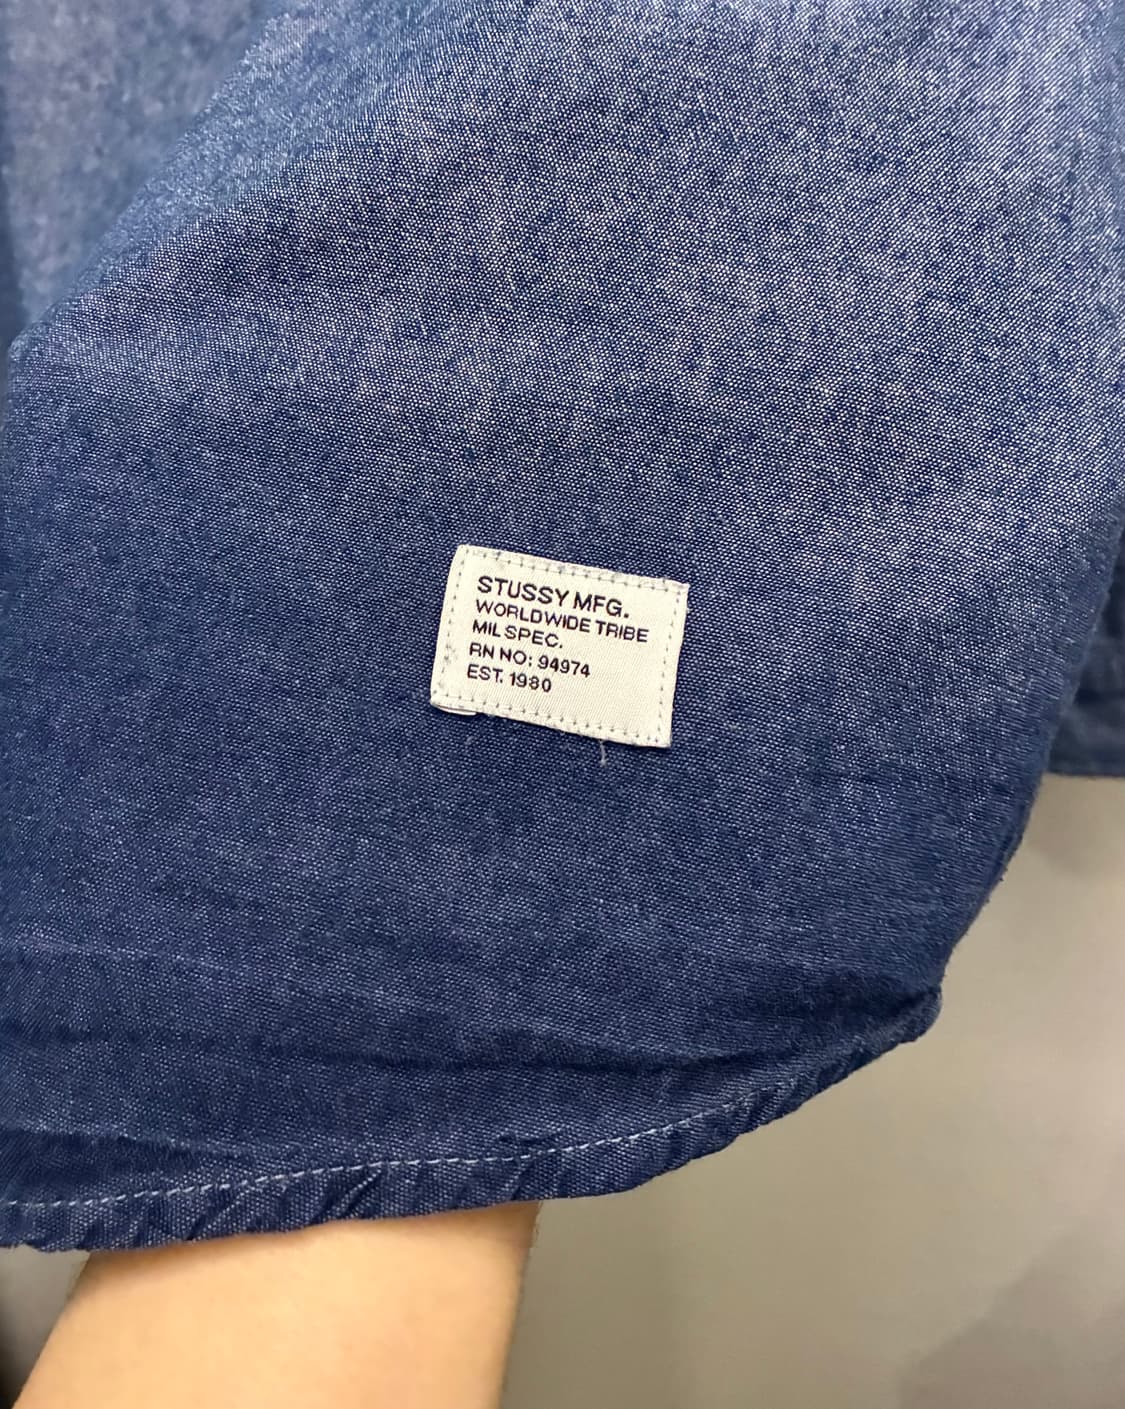 STUSSY MFG.
WORLDWIDE TRIBE
MIL SPEC.
RN NO: 94974
EST. 1980